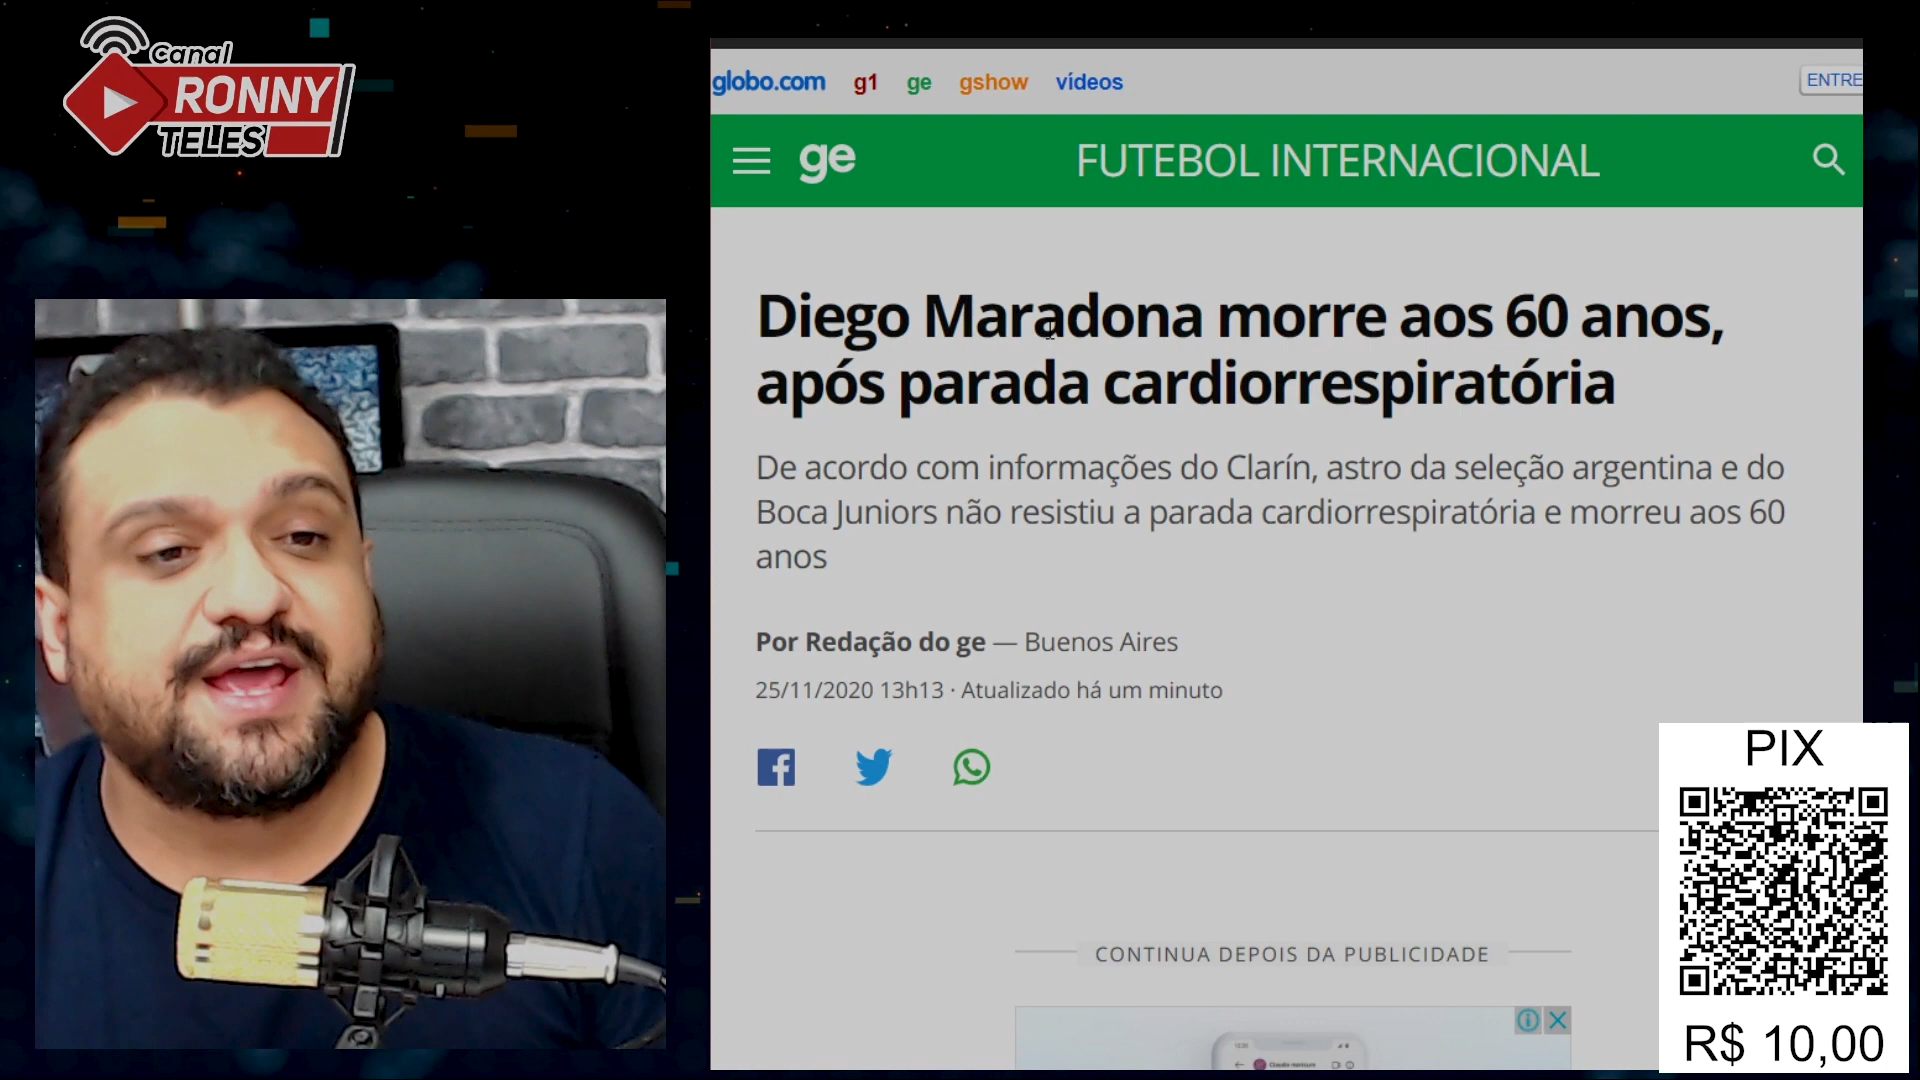 Canal
RONNY
TELES
globo.com g1 ge gshow vídeos ENTRE
ge FUTEBOL INTERNACIONAL
Diego Maradona morre aos 60 anos,
após parada cardiorrespiratória
De acordo com informações do Clarín, astro da seleção argentina e do
Boca Juniors não resistiu a parada cardiorrespiratória e morreu aos 60
anos
Por Redação do ge — Buenos Aires
25/11/2020 13h13 · Atualizado há um minuto
CONTINUA DEPOIS DA PUBLICIDADE
PIX
R$ 10,00